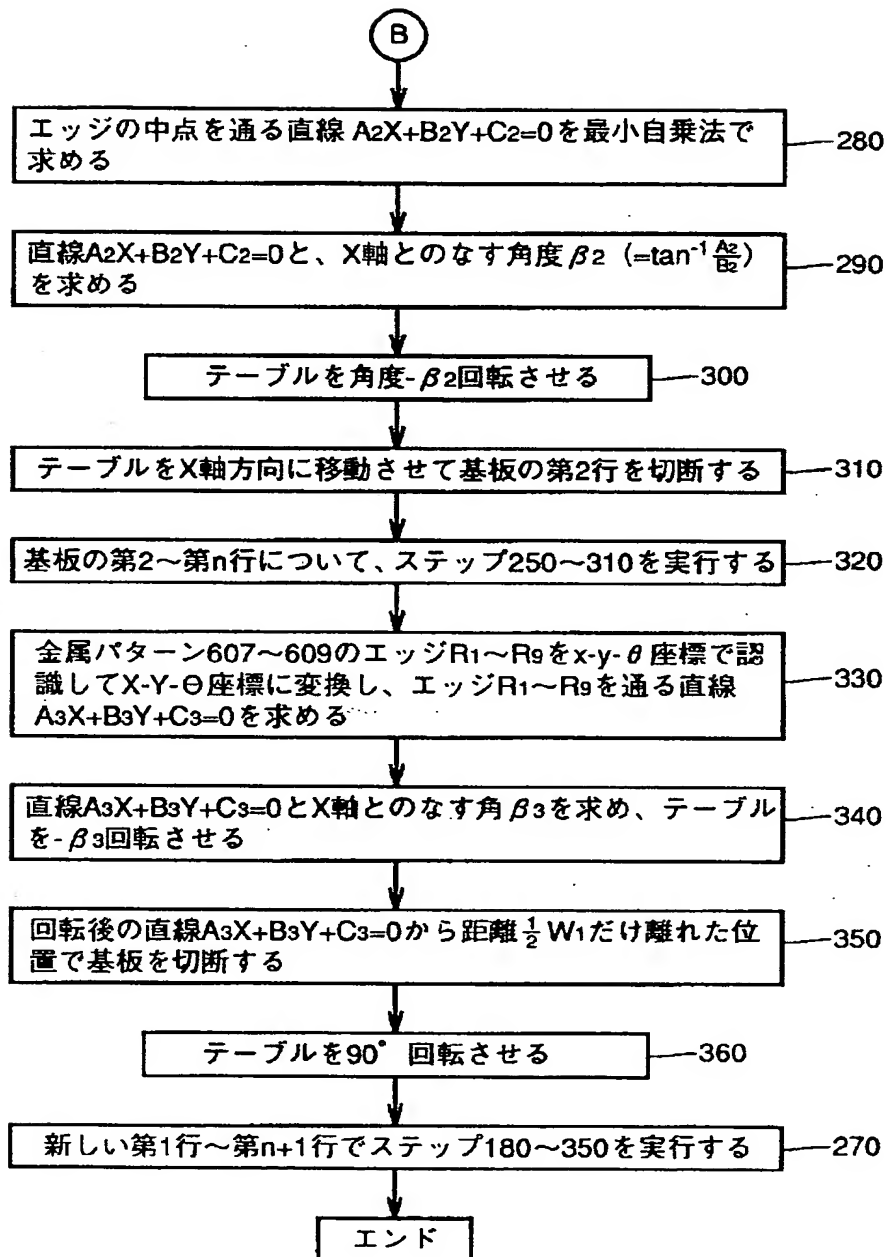 B
エッジの中点を通る直線 A2X+B2Y+C2=0を最小自乗法で
求める
280
直線A2X+B2Y+C2=0と、X軸とのなす角度β2（=tan⁻¹ A2/B2）
を求める
290
テーブルを角度-β2回転させる
300
テーブルをX軸方向に移動させて基板の第2行を切断する
310
基板の第2～第n行について、ステップ250～310を実行する
320
金属パターン607～609のエッジR1～R9をx-y-θ座標で認
識してX-Y-Θ座標に変換し、エッジR1～R9を通る直線
A3X+B3Y+C3=0を求める
330
直線A3X+B3Y+C3=0とX軸とのなす角β3を求め、テーブル
を-β3回転させる
340
回転後の直線A3X+B3Y+C3=0から距離1/2 W1だけ離れた位
置で基板を切断する
350
テーブルを90°回転させる
360
新しい第1行～第n+1行でステップ180～350を実行する
270
エンド